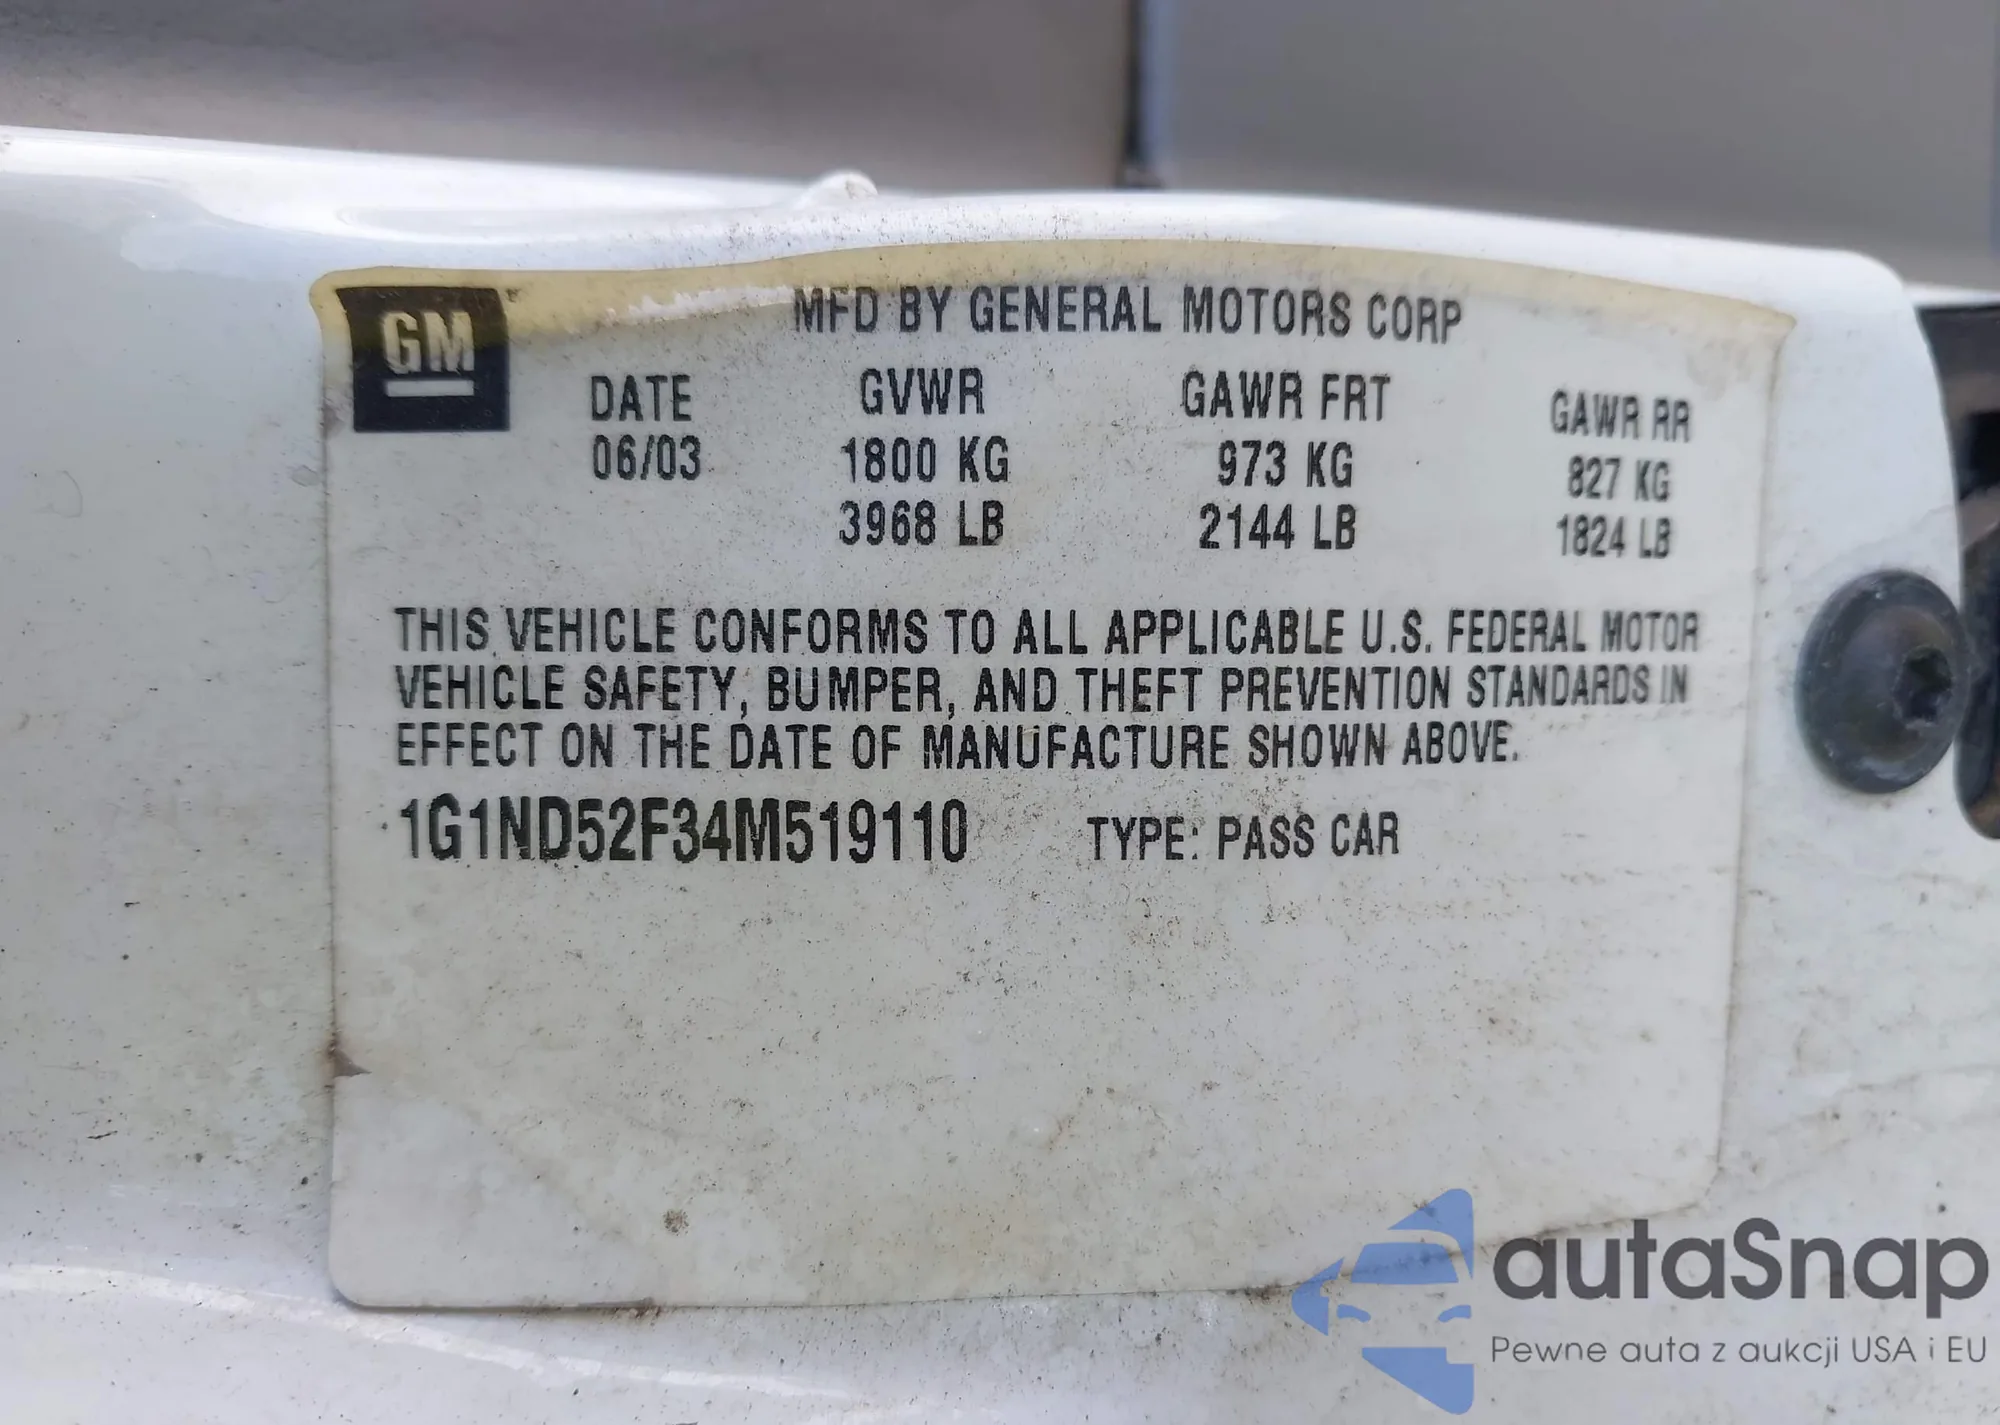 GM
MFD BY GENERAL MOTORS CORP
DATE GVWR GAWR FRT GAWR RR
06/03 1800 KG 973 KG 827 KG
3968 LB 2144 LB 1824 LB
THIS VEHICLE CONFORMS TO ALL APPLICABLE U.S. FEDERAL MOTOR
VEHICLE SAFETY, BUMPER, AND THEFT PREVENTION STANDARDS IN
EFFECT ON THE DATE OF MANUFACTURE SHOWN ABOVE.
1G1ND52F34M519110 TYPE: PASS CAR
autaSnap
Pewne auta z aukcji USA i EU